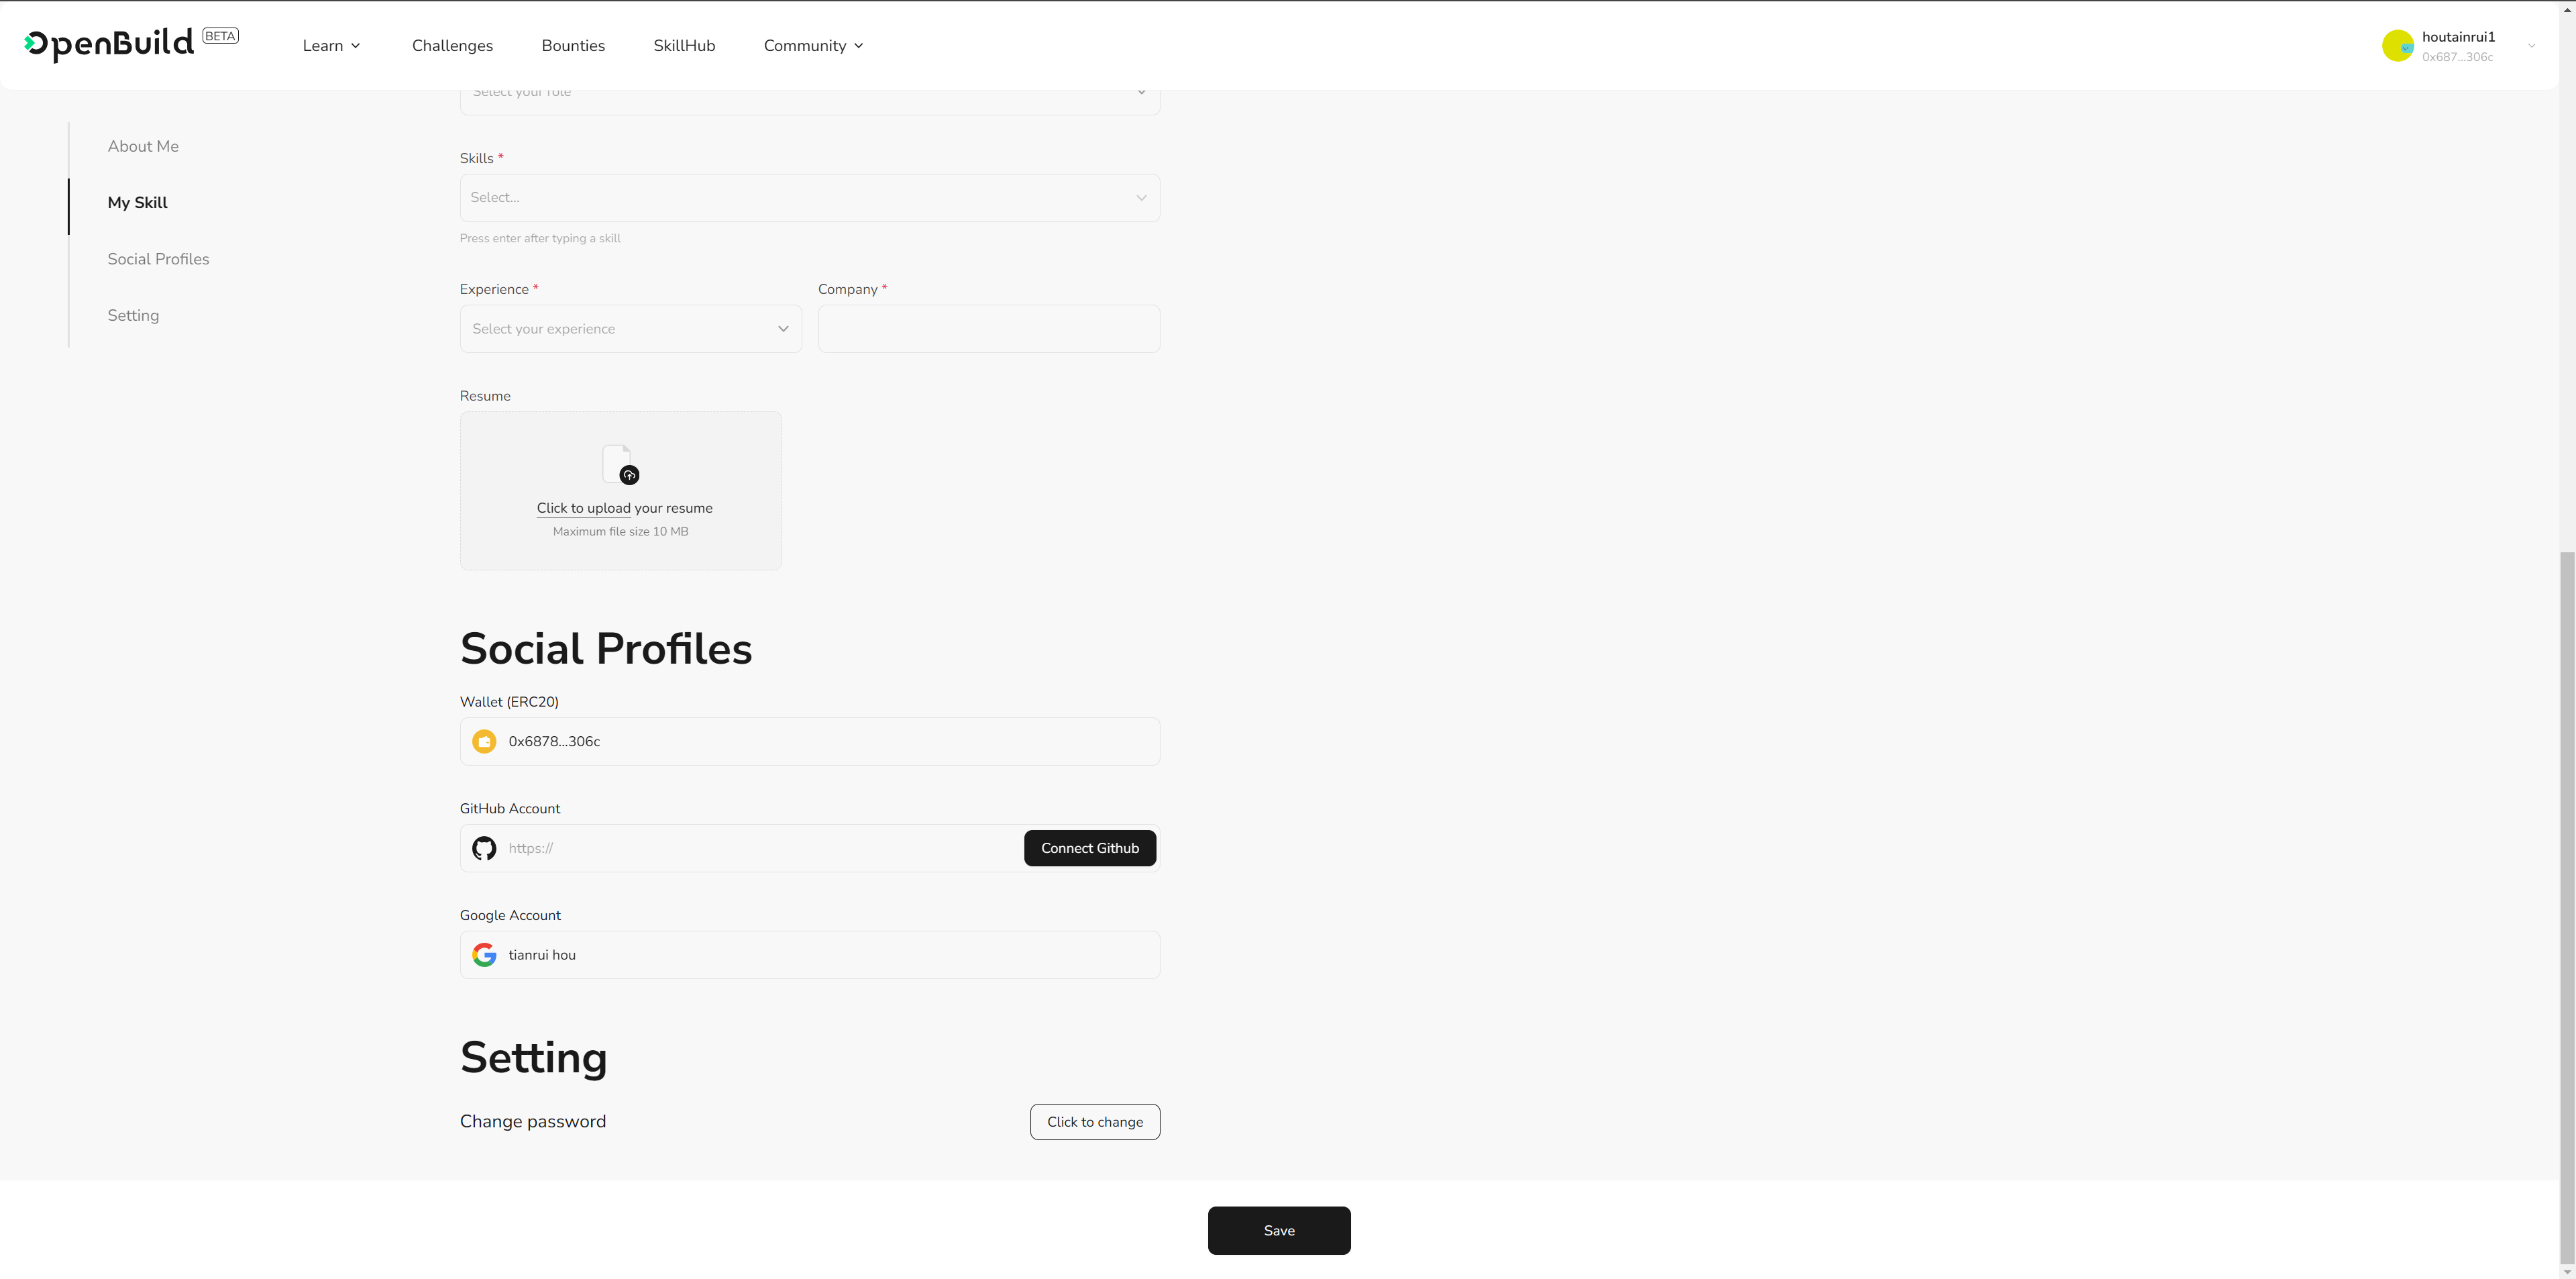 OpenBuild BETA
Learn
Challenges
Bounties
SkillHub
Community
houtainrui1
0x687...306c
Select your role
About Me
My Skill
Social Profiles
Setting
Skills *
Select...
Press enter after typing a skill
Experience *
Company *
Select your experience
Resume
Click to upload your resume
Maximum file size 10 MB
Social Profiles
Wallet (ERC20)
0x6878...306c
GitHub Account
https://
Connect Github
Google Account
tianrui hou
Setting
Change password
Click to change
Save